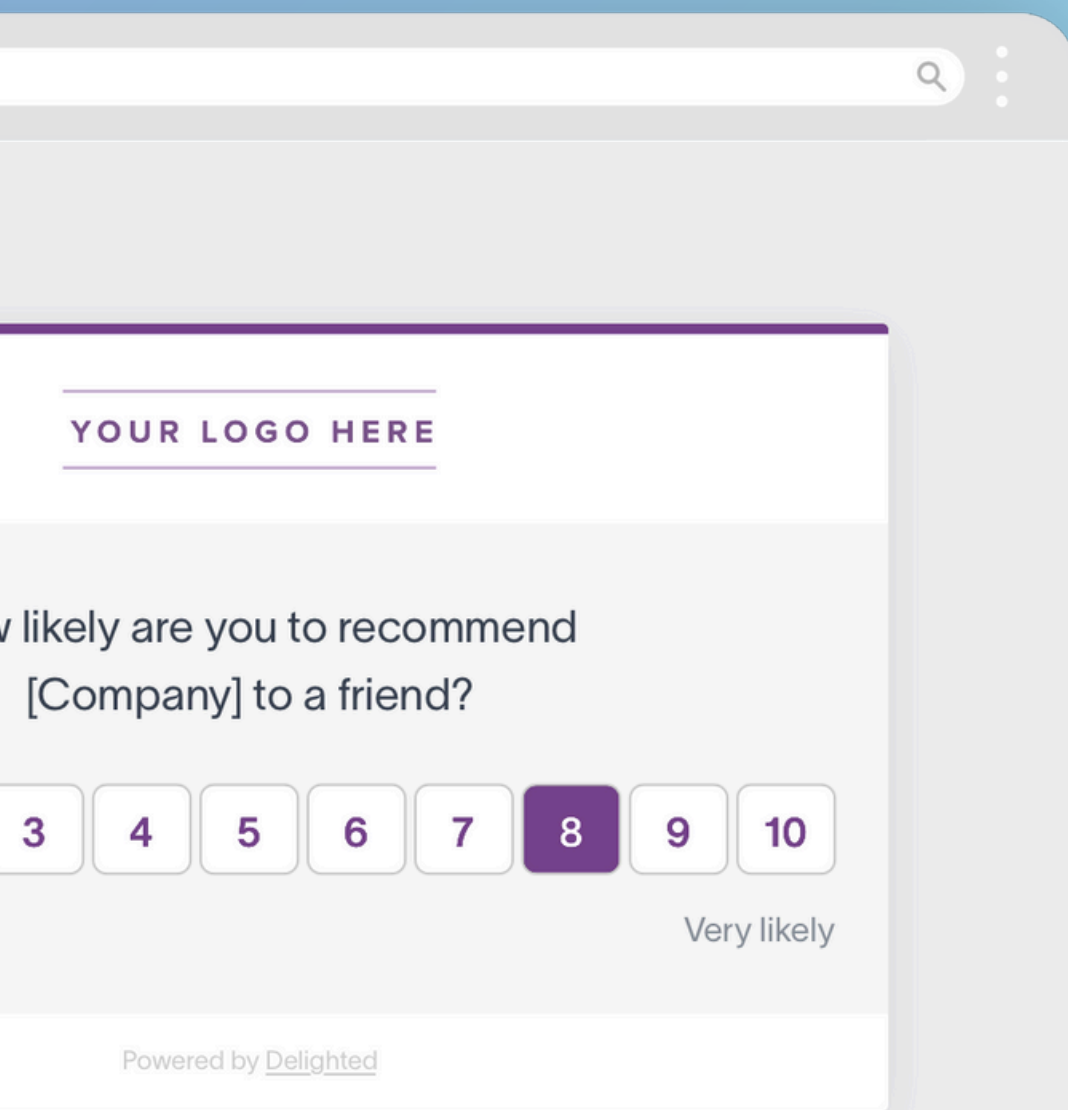 YOUR LOGO HERE
likely are you to recommend
[Company] to a friend?
3 4 5 6 7 8 9 10
Very likely
Powered by Delighted